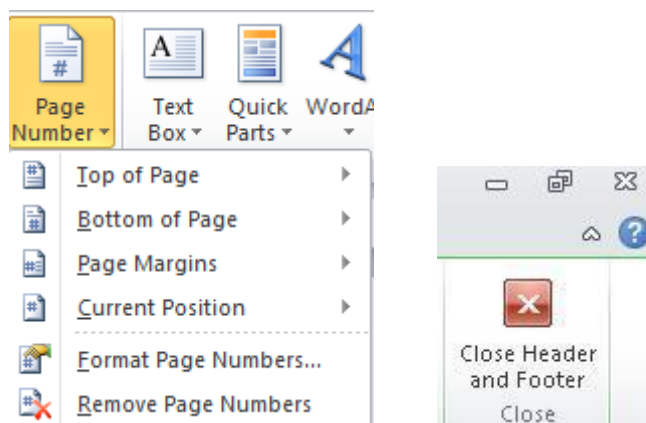 Page Number
Text Box
Quick Parts
A
#
Top of Page
Bottom of Page
Page Margins
Current Position
Format Page Numbers...
Remove Page Numbers
?
Close Header
and Footer
Close